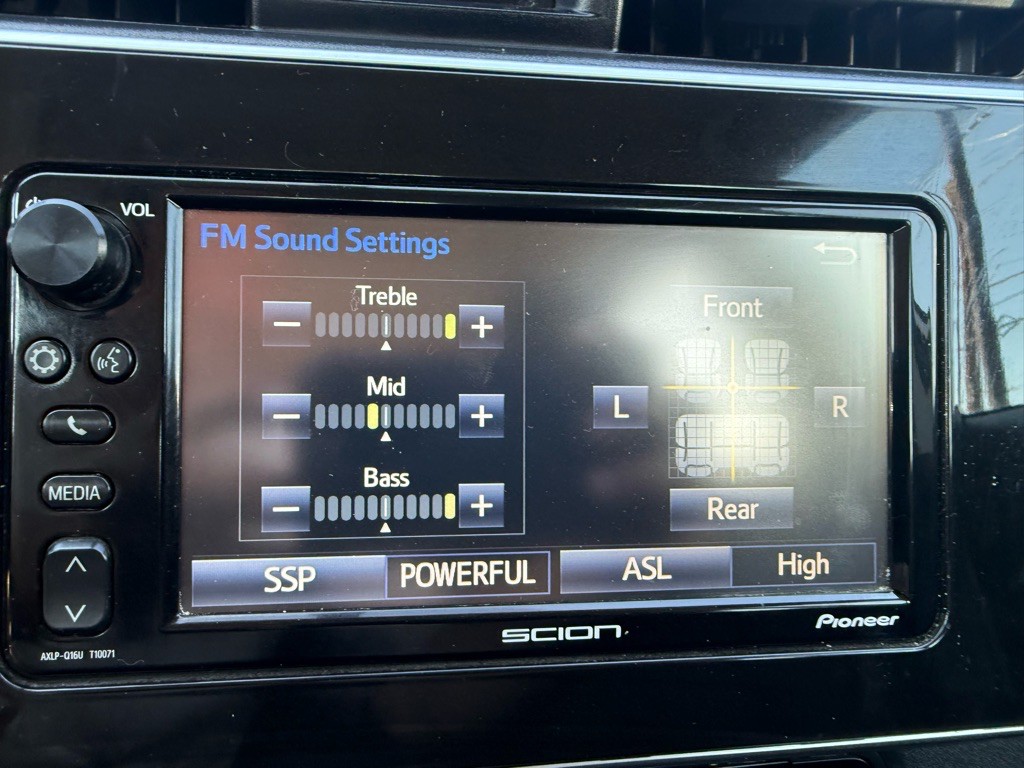 VOL
FM Sound Settings
Treble
− +
Front
Mid
− +
L R
Bass
− +
Rear
MEDIA
SSP POWERFUL ASL High
SCION
Pioneer
AXLP-Q16U T10071